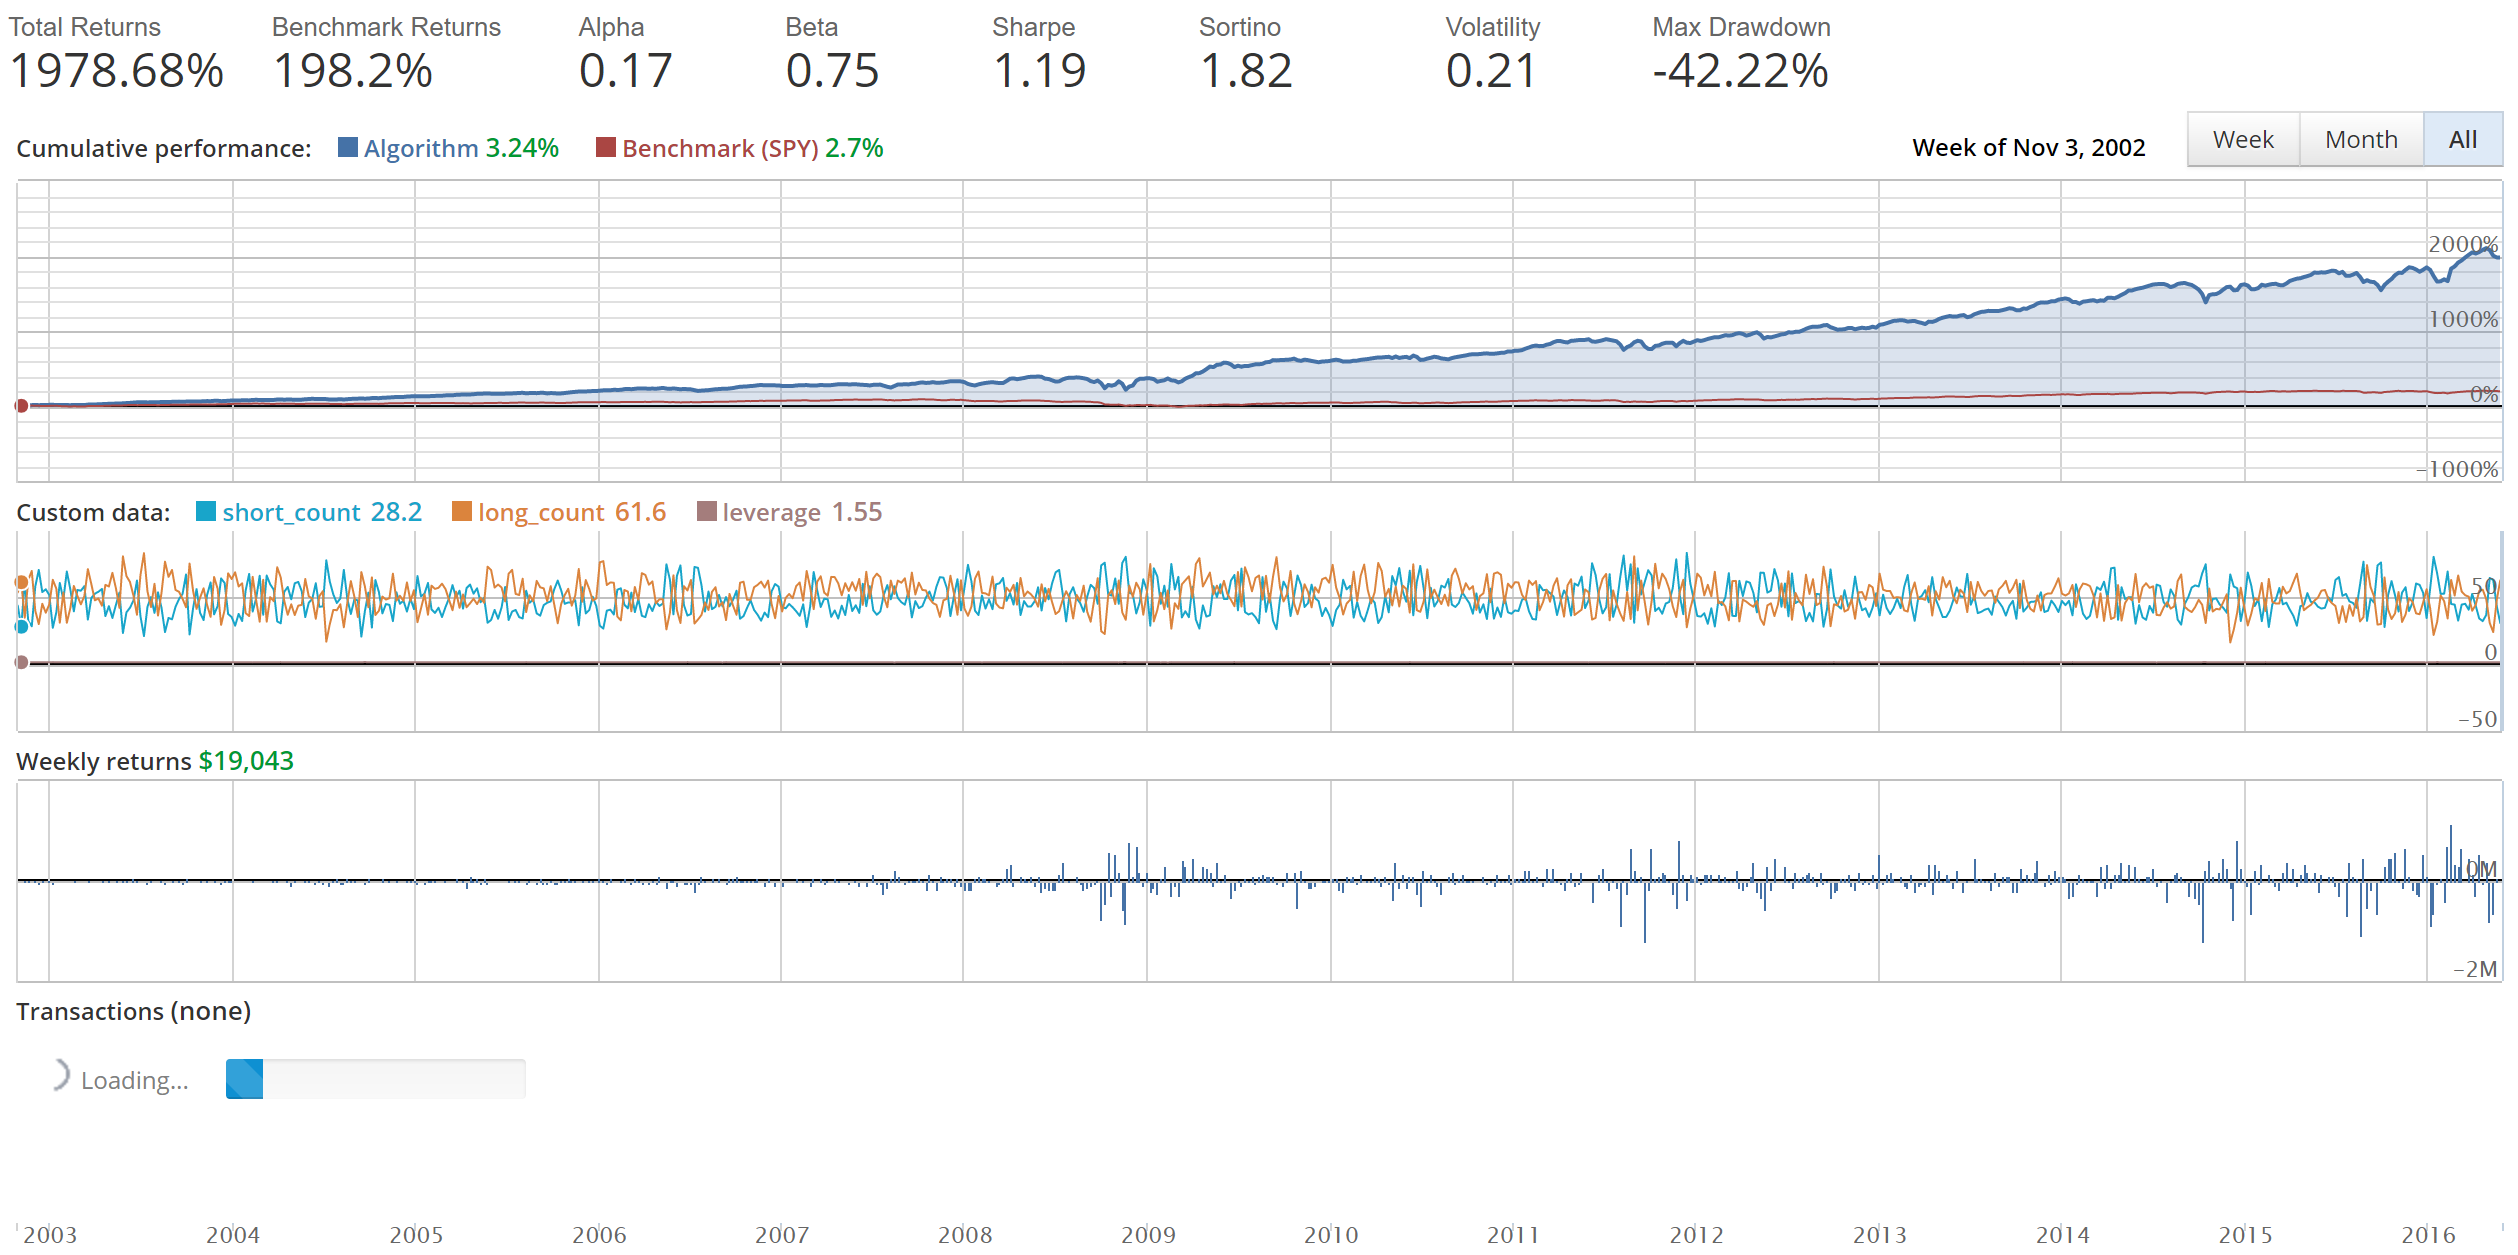 Total Returns Benchmark Returns Alpha Beta Sharpe Sortino Volatility Max Drawdown
1978.68% 198.2% 0.17 0.75 1.19 1.82 0.21 -42.22%
Cumulative performance: Algorithm 3.24% Benchmark (SPY) 2.7% Week of Nov 3, 2002 Week Month All
2000%
1000%
0%
-1000%
Custom data: short_count 28.2 long_count 61.6 leverage 1.55
50
0
-50
Weekly returns $19,043
0M
-2M
Transactions (none)
Loading...
2003 2004 2005 2006 2007 2008 2009 2010 2011 2012 2013 2014 2015 2016